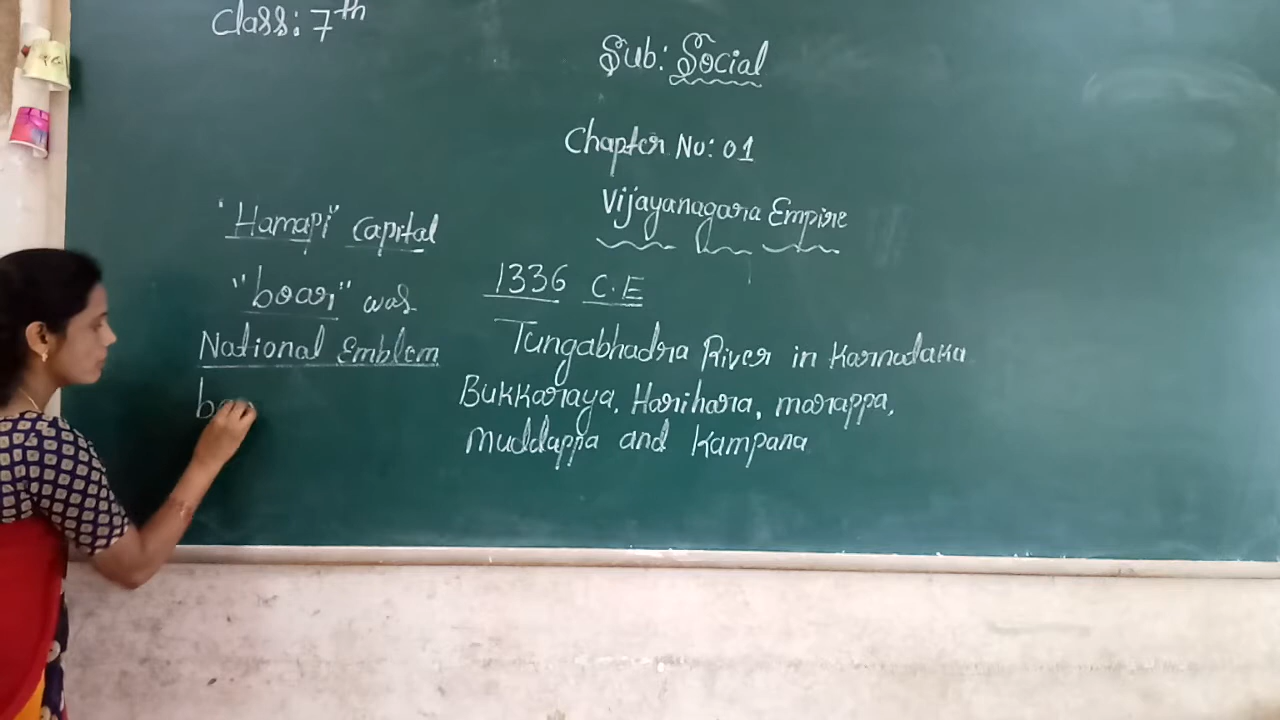 Class: 7th
Sub: Social
Chapter No: 01
Vijayanagara Empire
"Hamapi" capital
"boar" was
National Emblem
1336 C.E
Tungabhadra River in Karnataka
Bukkaraya, Harihara, marappa,
muddappa and Kampana